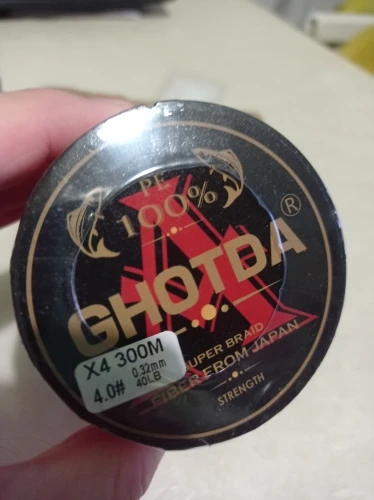 PE
100%
GHOTDA®
X4 300M
4.0# 0.32mm
40LB
SUPER BRAID
FIBER FROM JAPAN
STRENGTH